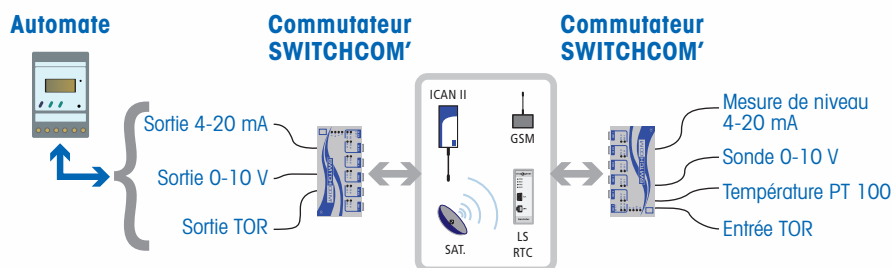 Automate
Commutateur
SWITCHCOM'
Commutateur
SWITCHCOM'
Sortie 4-20 mA
Sortie 0-10 V
Sortie TOR
ICAN II
GSM
SAT.
LS
RTC
Mesure de niveau
4-20 mA
Sonde 0-10 V
Température PT 100
Entrée TOR